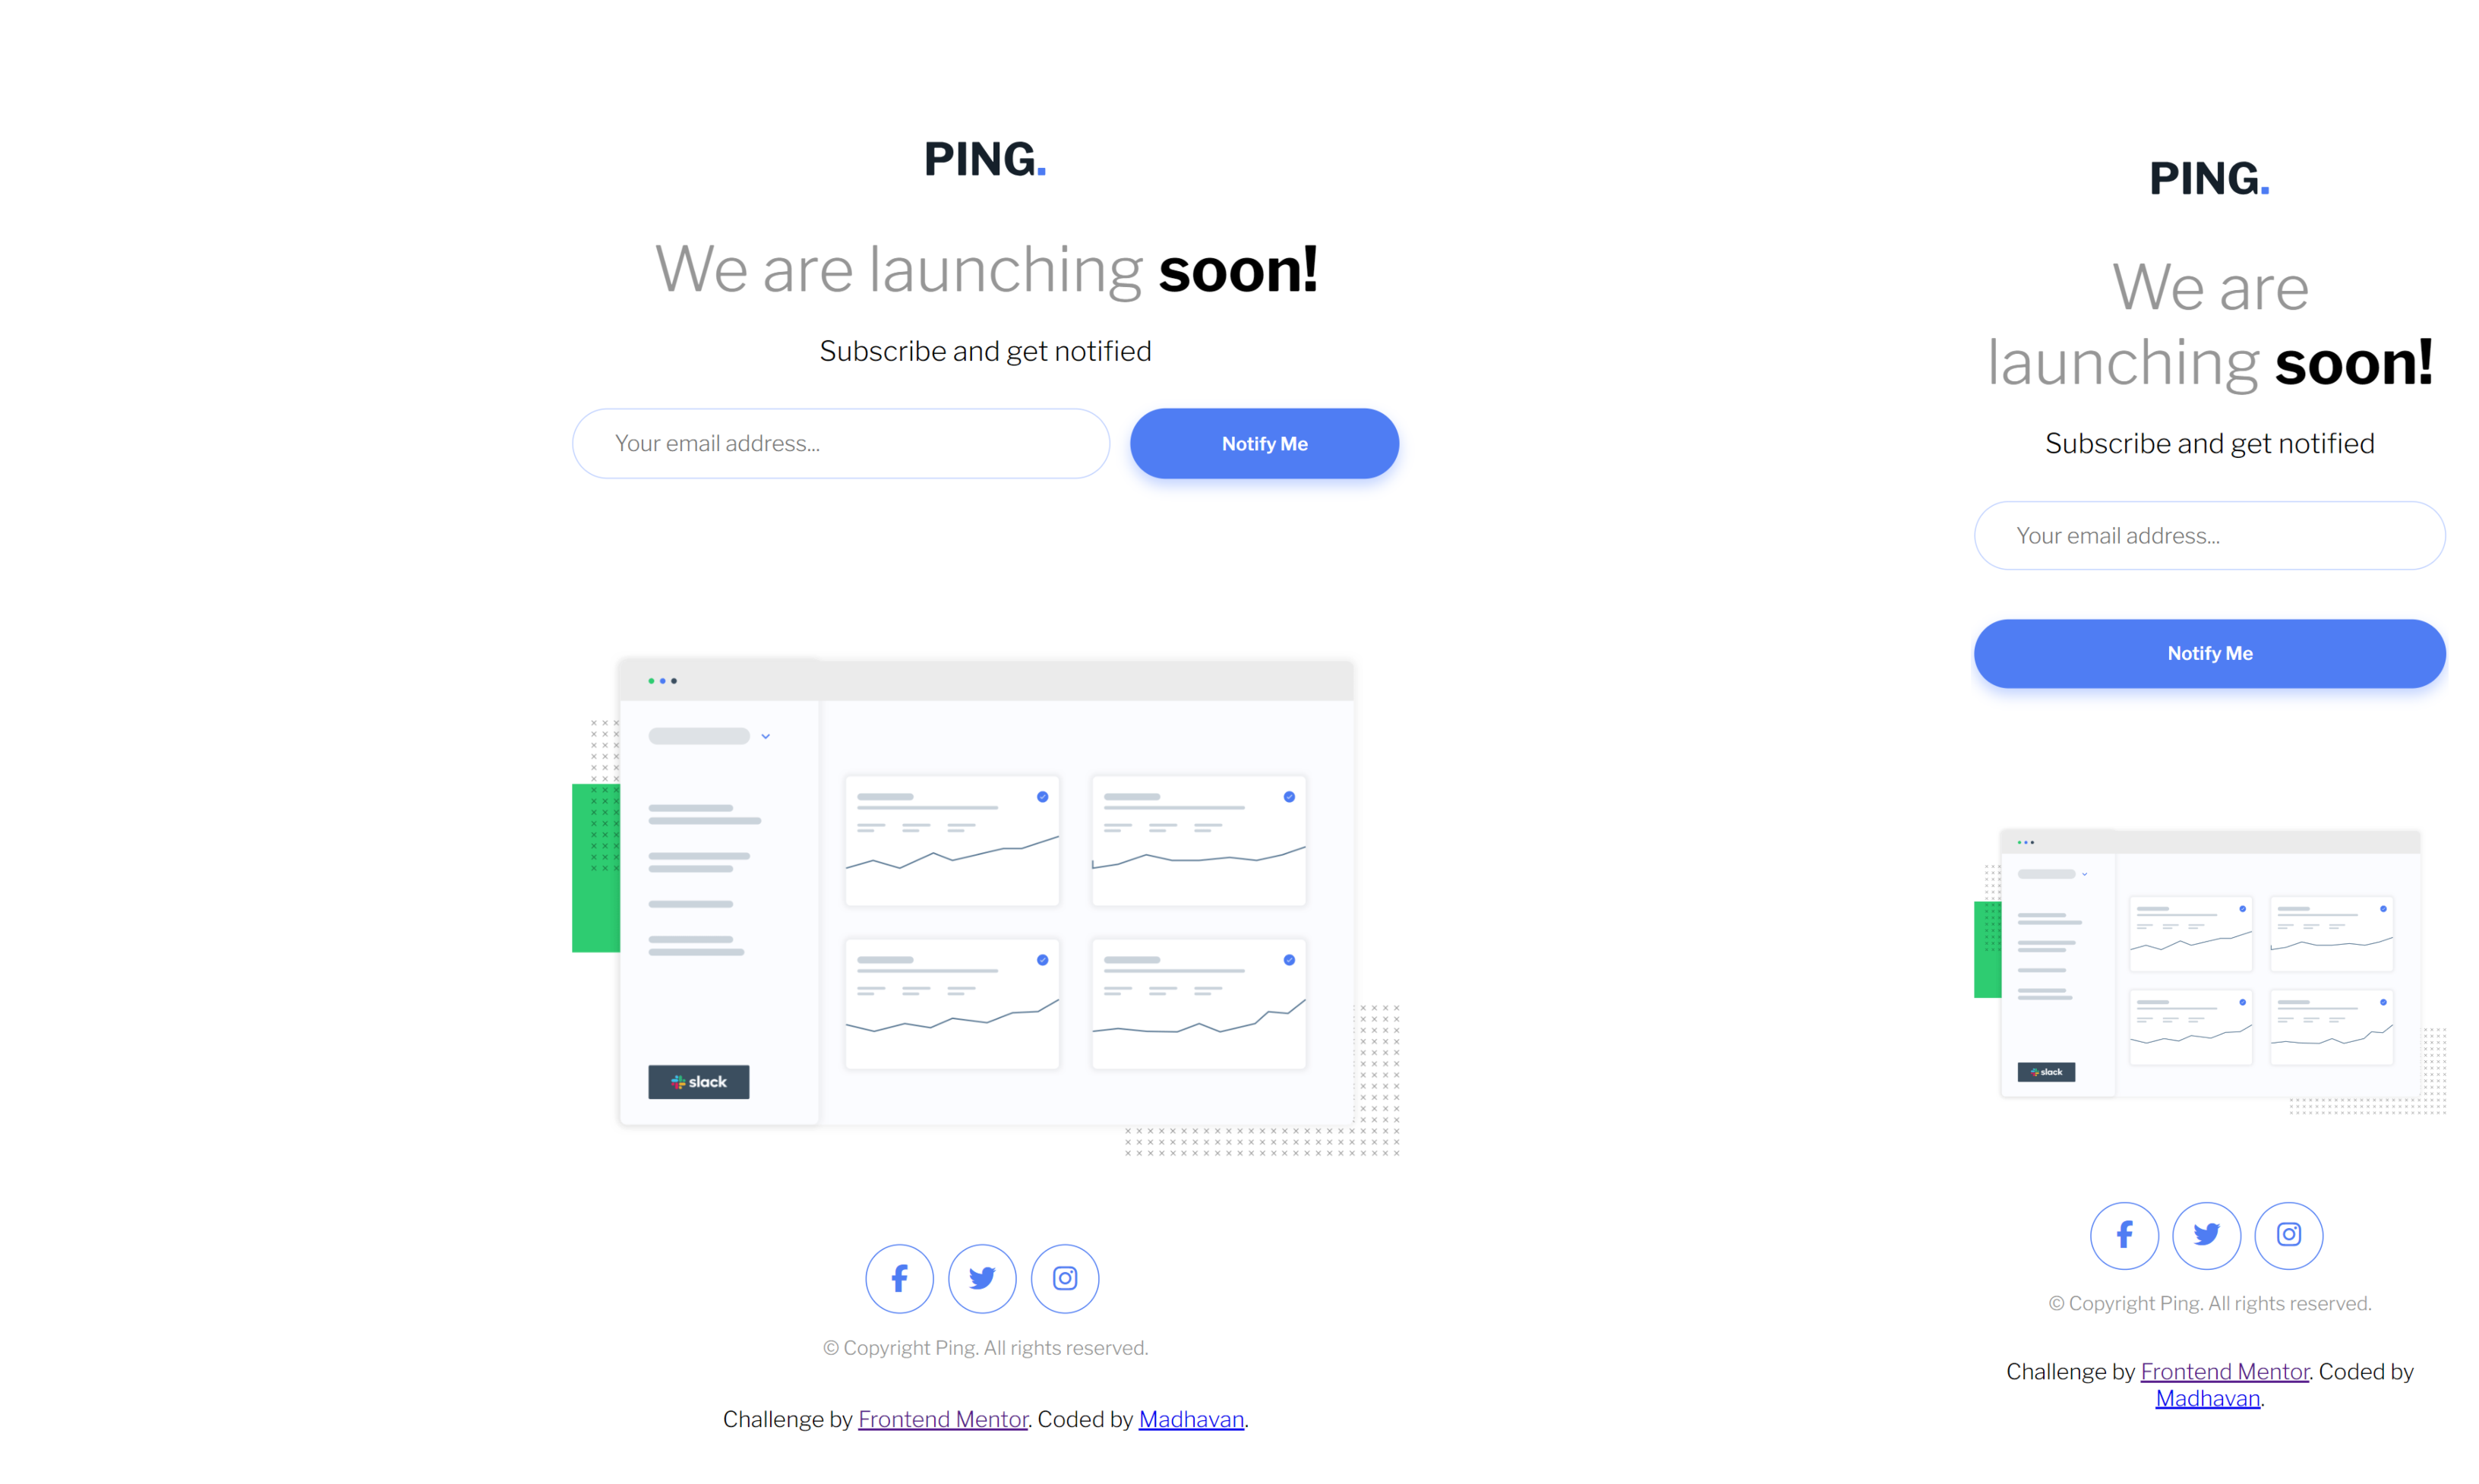 PING.
We are launching soon!
Subscribe and get notified
Your email address...
Notify Me
slack
© Copyright Ping. All rights reserved.
Challenge by Frontend Mentor. Coded by Madhavan.
PING.
We are
launching soon!
Subscribe and get notified
Your email address...
Notify Me
slack
© Copyright Ping. All rights reserved.
Challenge by Frontend Mentor. Coded by
Madhavan.